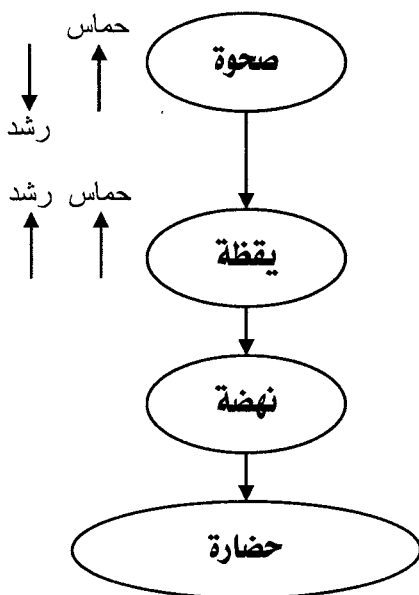 حماس
صحوة
رشد
حماس رشد
يقظة
نهضة
حضارة